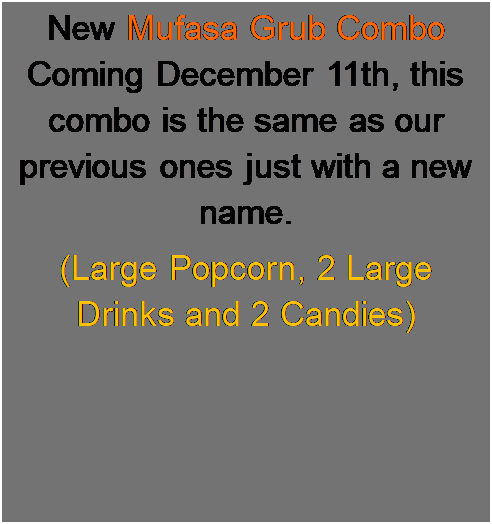 New Mufasa Grub Combo
Coming December 11th, this
combo is the same as our
previous ones just with a new
name.
(Large Popcorn, 2 Large
Drinks and 2 Candies)